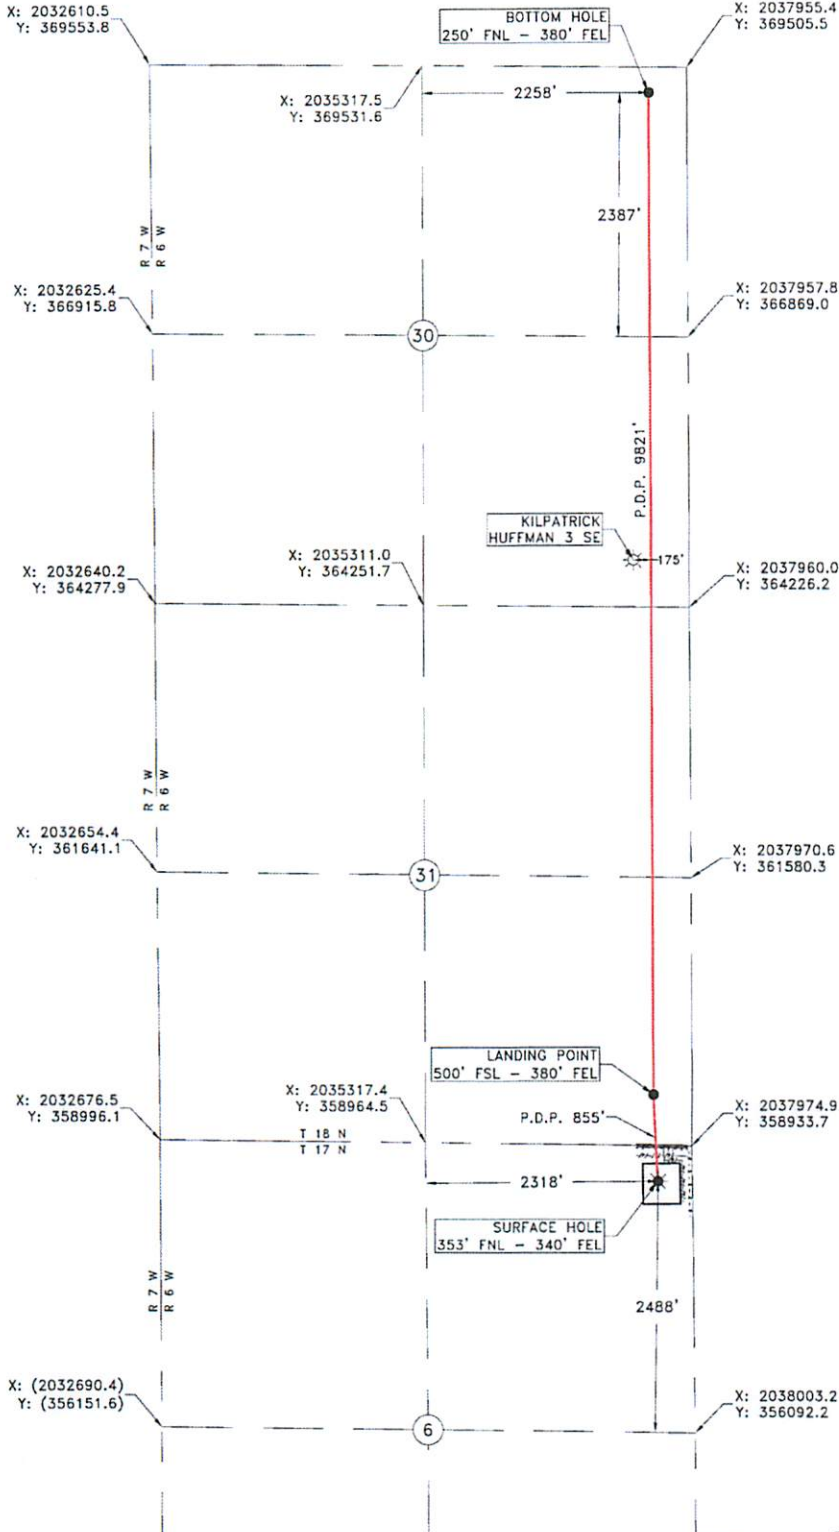 X: 2032610.5
Y: 369553.8
BOTTOM HOLE
250' FNL - 380' FEL
X: 2037955.4
Y: 369505.5
X: 2035317.5
Y: 369531.6
2258'
2387'
R 7 W
R 6 W
X: 2032625.4
Y: 366915.8
X: 2037957.8
Y: 366869.0
30
P.D.P. 9821'
KILPATRICK
HUFFMAN 3 SE
175'
X: 2032640.2
Y: 364277.9
X: 2035311.0
Y: 364251.7
X: 2037960.0
Y: 364226.2
R 7 W
R 6 W
X: 2032654.4
Y: 361641.1
X: 2037970.6
Y: 361580.3
31
LANDING POINT
500' FSL - 380' FEL
X: 2032676.5
Y: 358996.1
X: 2035317.4
Y: 358964.5
P.D.P. 855'
X: 2037974.9
Y: 358933.7
T 18 N
T 17 N
2318'
SURFACE HOLE
353' FNL - 340' FEL
R 7 W
R 6 W
2488'
X: (2032690.4)
Y: (356151.6)
X: 2038003.2
Y: 356092.2
6